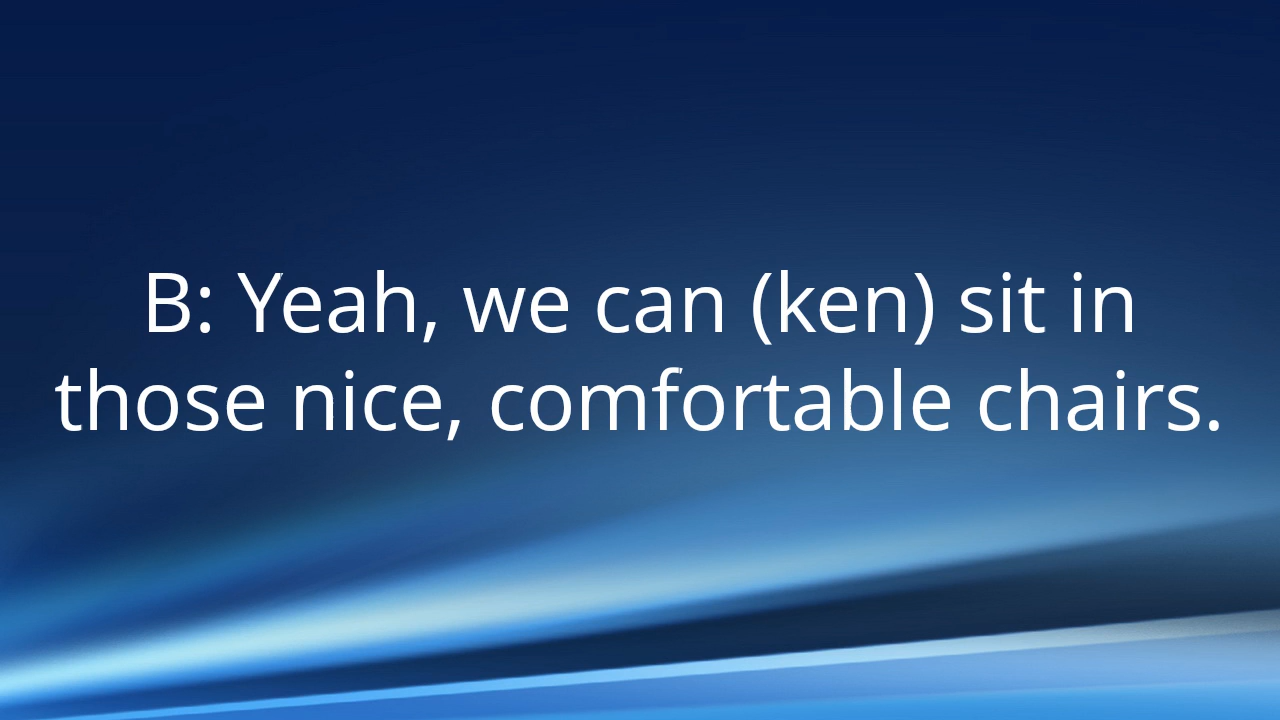 B: Yeah, we can (ken) sit in
those nice, comfortable chairs.